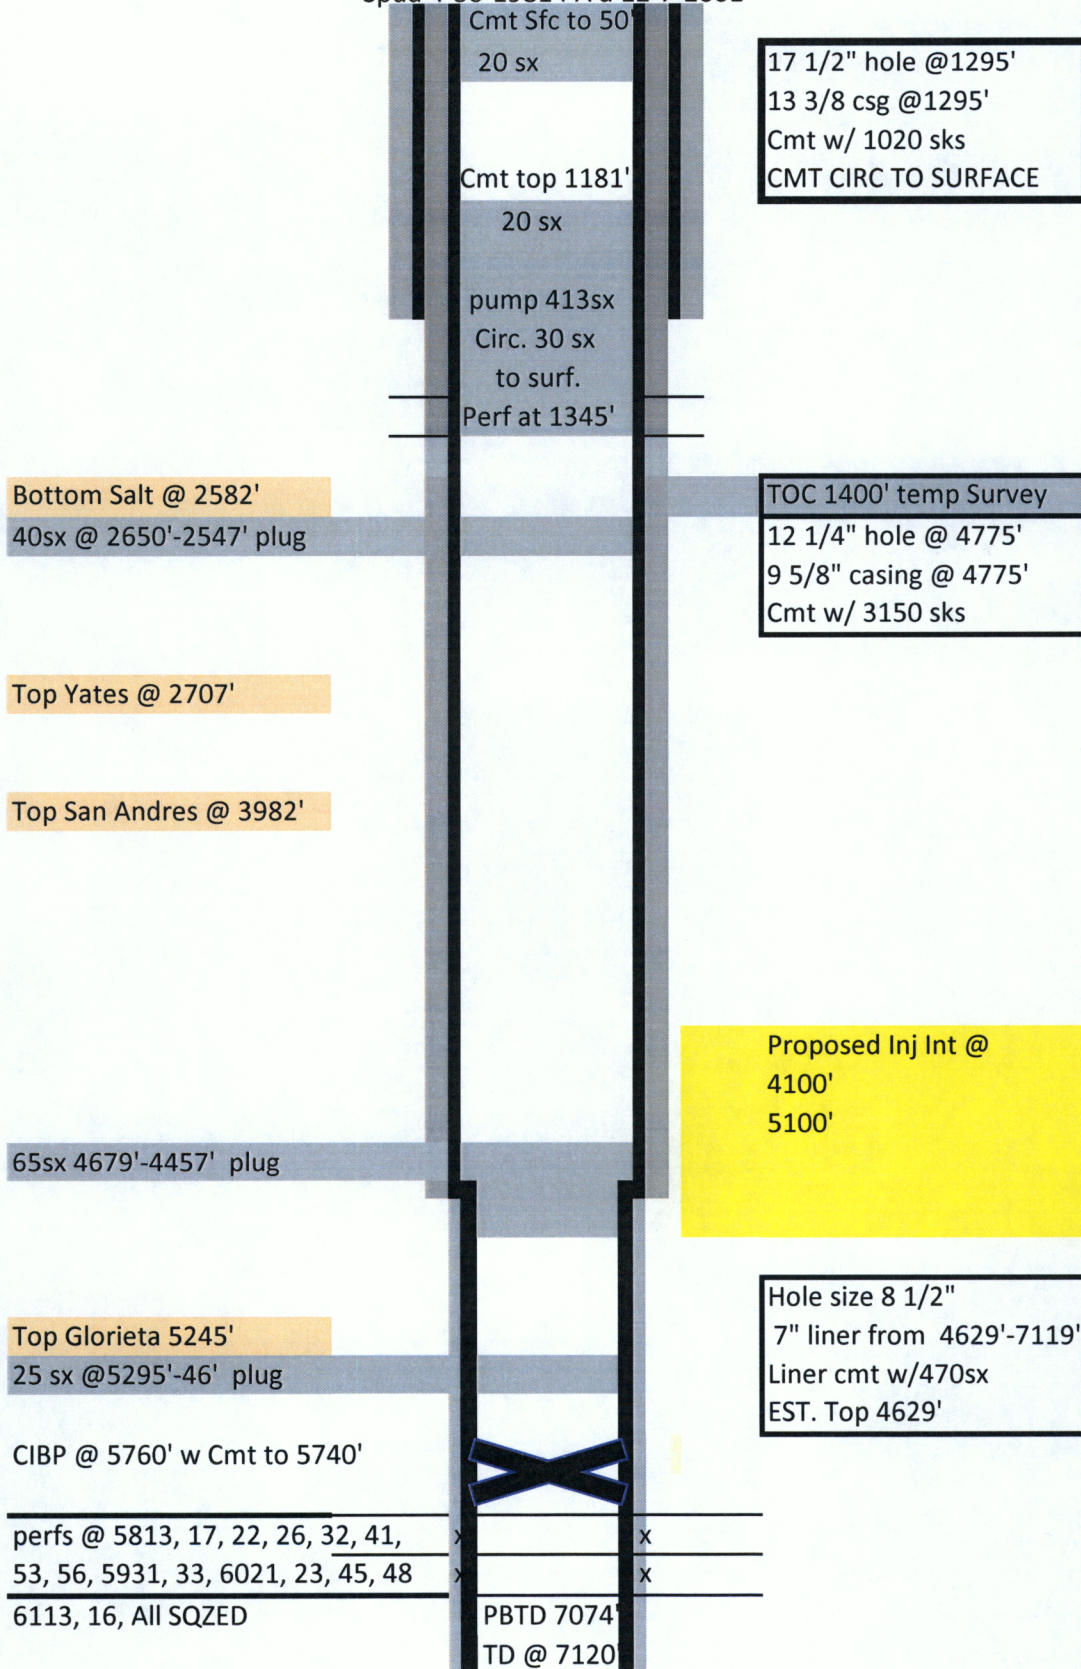 Cmt Sfc to 50'
20 sx
17 1/2" hole @1295'
13 3/8 csg @1295'
Cmt w/ 1020 sks
CMT CIRC TO SURFACE
Cmt top 1181'
20 sx
pump 413sx
Circ. 30 sx
to surf.
Perf at 1345'
Bottom Salt @ 2582'
40sx @ 2650'-2547' plug
TOC 1400' temp Survey
12 1/4" hole @ 4775'
9 5/8" casing @ 4775'
Cmt w/ 3150 sks
Top Yates @ 2707'
Top San Andres @ 3982'
Proposed Inj Int @
4100'
5100'
65sx 4679'-4457' plug
Hole size 8 1/2"
7" liner from 4629'-7119'
Liner cmt w/470sx
EST. Top 4629'
Top Glorieta 5245'
25 sx @5295'-46' plug
CIBP @ 5760' w Cmt to 5740'
perfs @ 5813, 17, 22, 26, 32, 41, x x
53, 56, 5931, 33, 6021, 23, 45, 48 x x
6113, 16, All SQZED
PBTD 7074'
TD @ 7120'